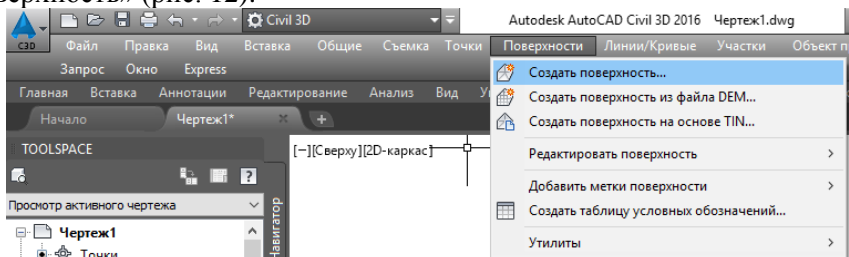 верхность» (рис. 12).
Civil 3D Autodesk AutoCAD Civil 3D 2016 Чертеж1.dwg
C3D Файл Правка Вид Вставка Общие Съемка Точки Поверхности Линии/Кривые Участки Объект п
Запрос Окно Express
Создать поверхность...
Главная Вставка Аннотации Редактирование Анализ Вид
Создать поверхность из файла DEM...
Начало Чертеж1*
Создать поверхность на основе TIN...
TOOLSPACE
[−][Сверху][2D-каркас]
Редактировать поверхность
Добавить метки поверхности
Просмотр активного чертежа
Создать таблицу условных обозначений...
Чертеж1
Утилиты
Точки
Навигатор